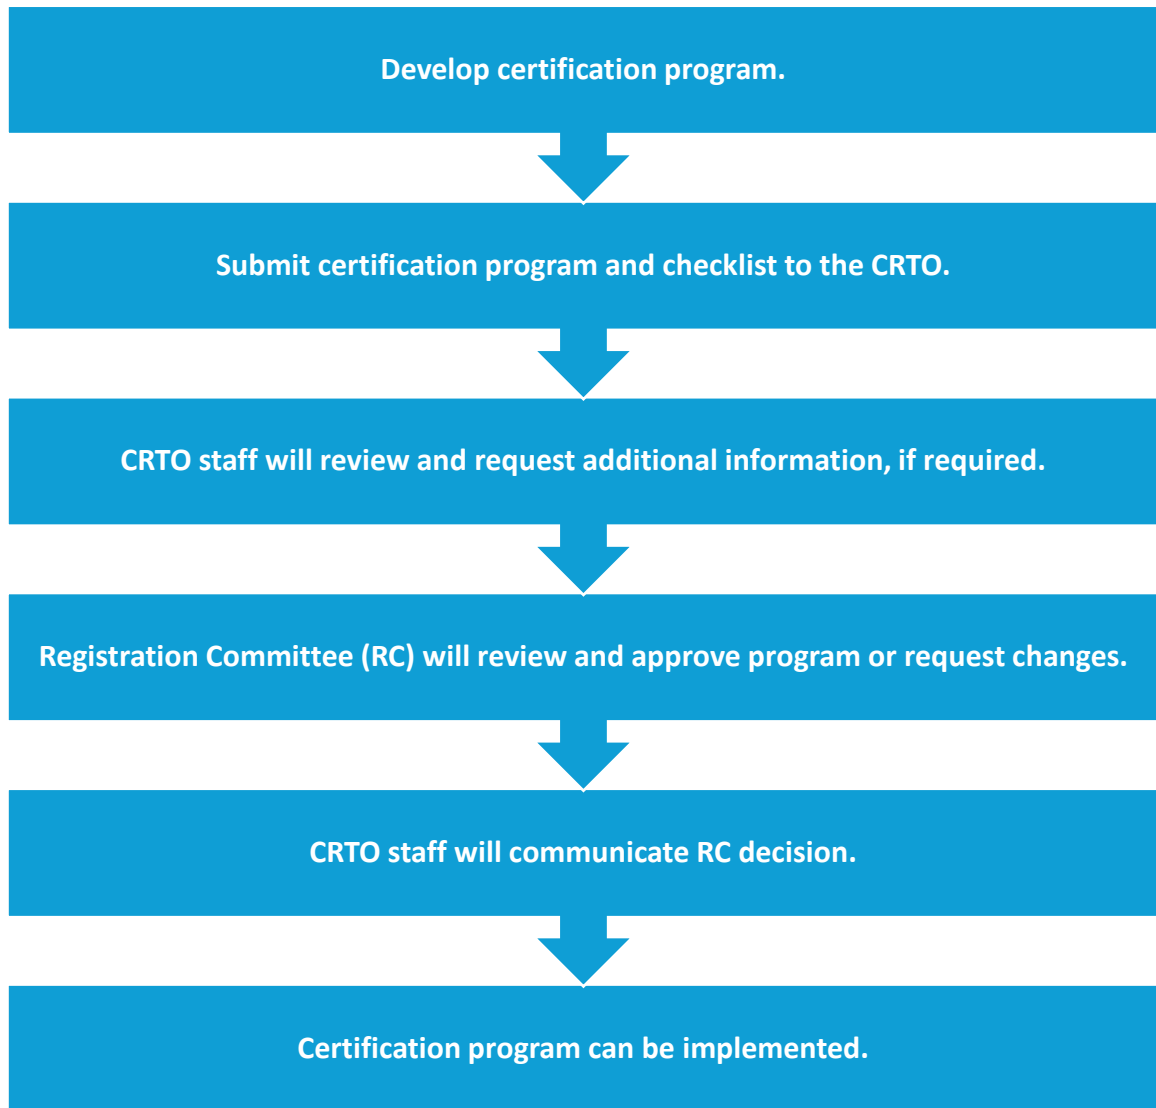 Develop certification program.
Submit certification program and checklist to the CRTO.
CRTO staff will review and request additional information, if required.
Registration Committee (RC) will review and approve program or request changes.
CRTO staff will communicate RC decision.
Certification program can be implemented.